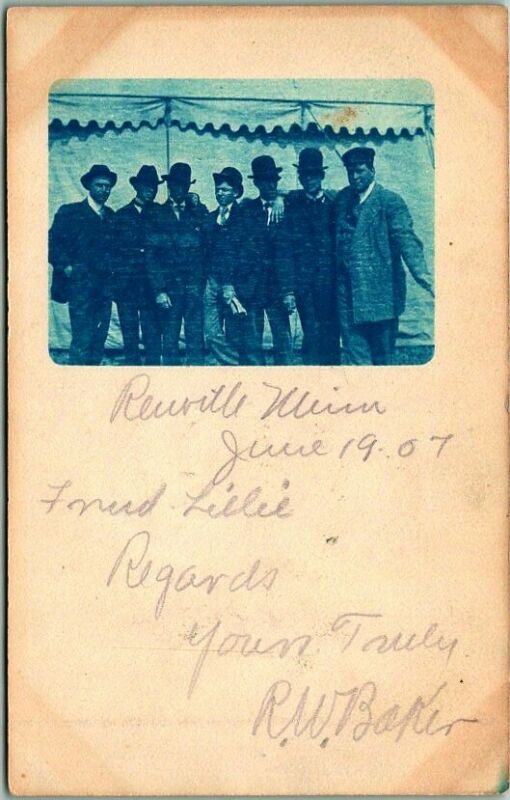 Renville Minn
June 19. 07
Friend Lillie
Regards
Yours Truly
R.W. Baker